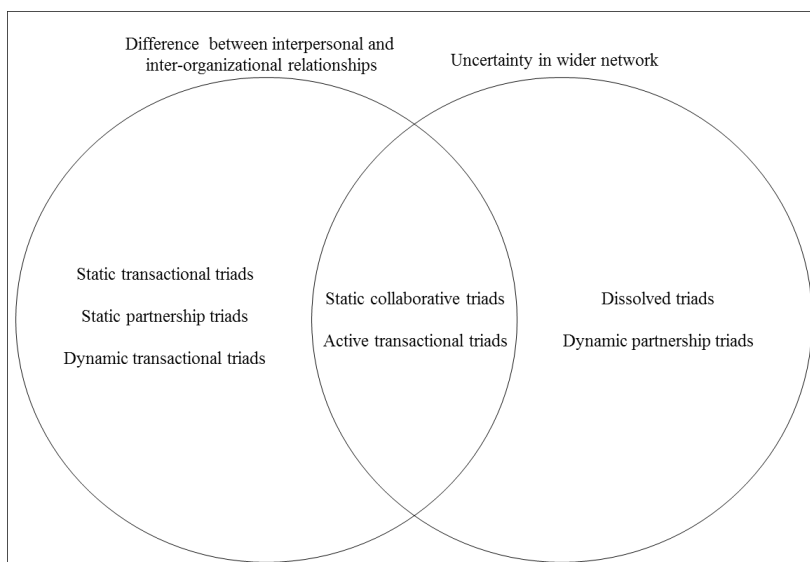 Difference between interpersonal and
inter-organizational relationships
Uncertainty in wider network
Static transactional triads
Static partnership triads
Dynamic transactional triads
Static collaborative triads
Active transactional triads
Dissolved triads
Dynamic partnership triads